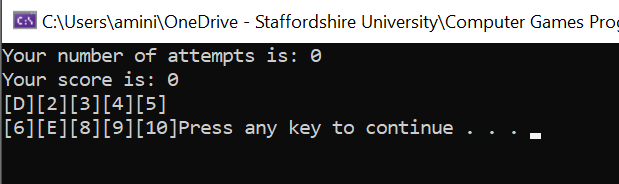 C:\Users\amini\OneDrive - Staffordshire University\Computer Games Pro
Your number of attempts is: 0
Your score is: 0
[D][2][3][4][5]
[6][E][8][9][10]Press any key to continue . . .